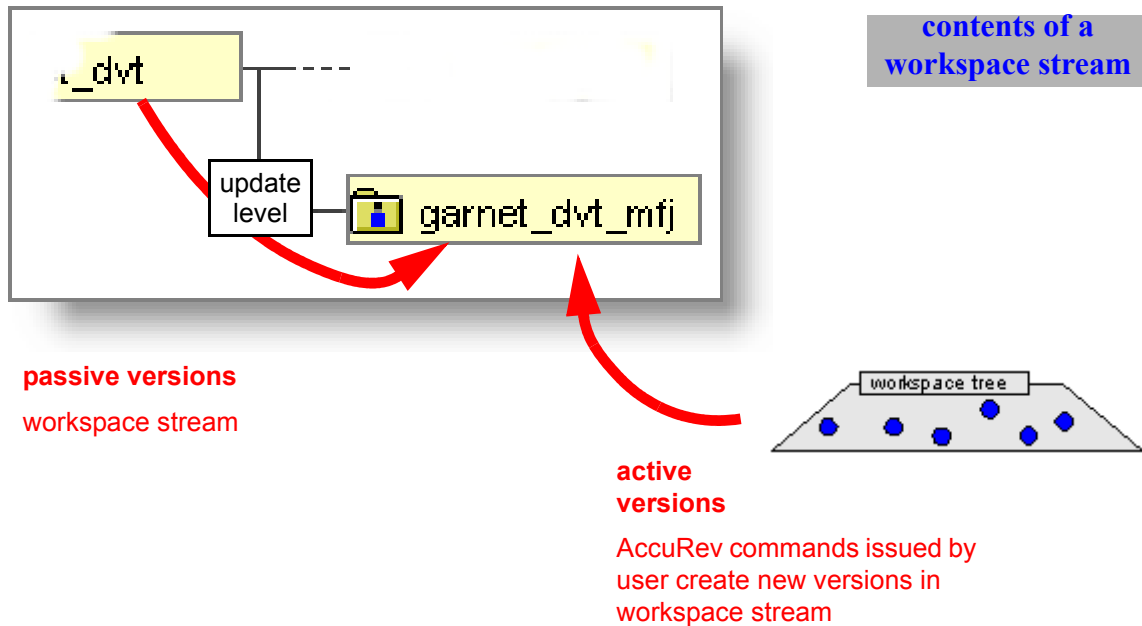 contents of a
workspace stream
t_dvt
update
level
garnet_dvt_mfj
passive versions
workspace stream
workspace tree
active
versions
AccuRev commands issued by
user create new versions in
workspace stream